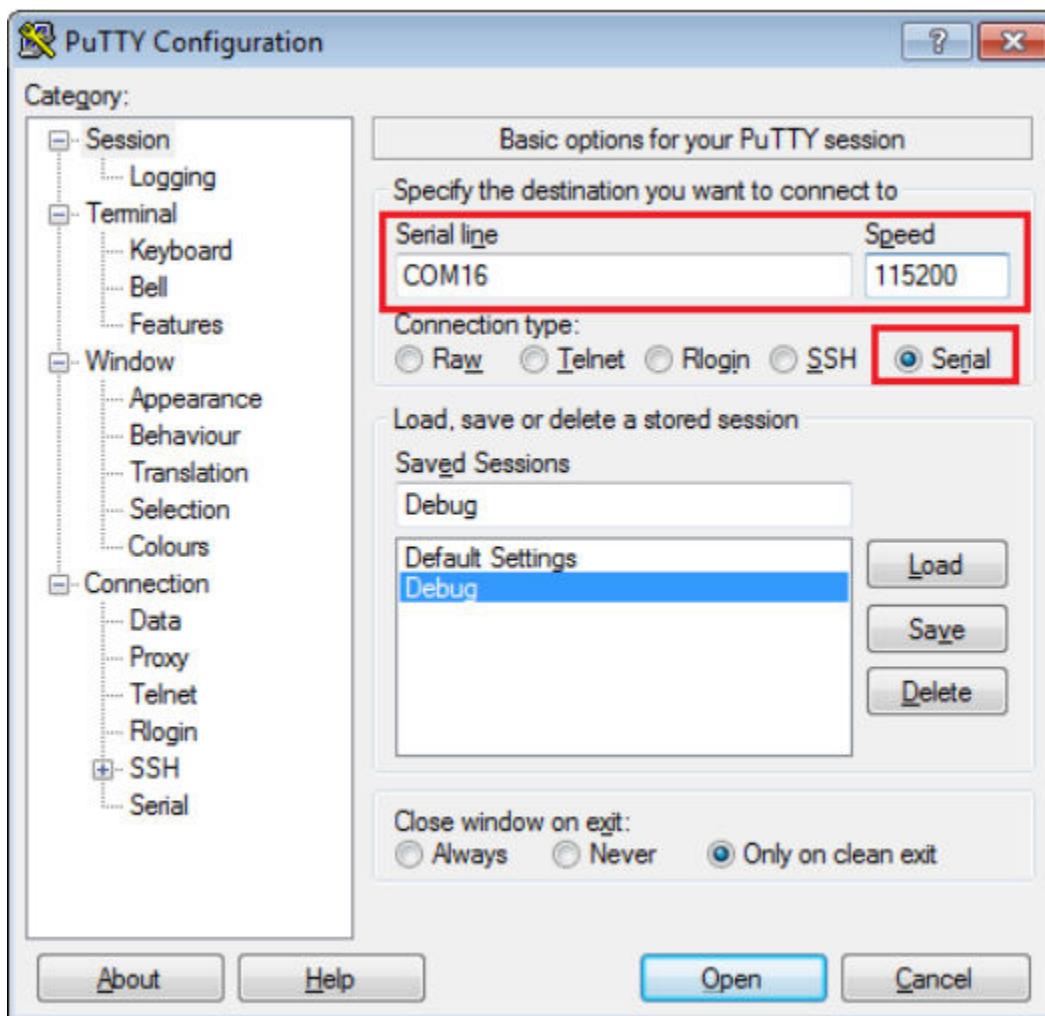 PuTTY Configuration
Category:
Session
Logging
Terminal
Keyboard
Bell
Features
Window
Appearance
Behaviour
Translation
Selection
Colours
Connection
Data
Proxy
Telnet
Rlogin
SSH
Serial
Basic options for your PuTTY session
Specify the destination you want to connect to
Serial line Speed
COM16 115200
Connection type:
Raw Telnet Rlogin SSH Serial
Load, save or delete a stored session
Saved Sessions
Debug
Default Settings
Debug
Load
Save
Delete
Close window on exit:
Always Never Only on clean exit
About Help Open Cancel